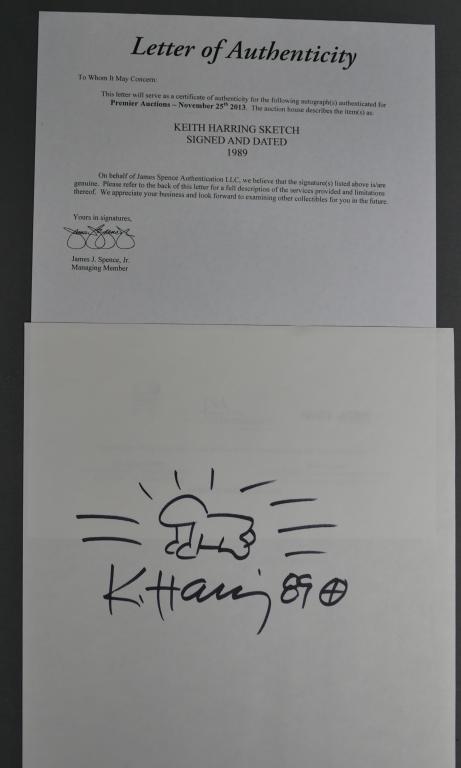 Letter of Authenticity
To Whom It May Concern:
This letter will serve as a certificate of authenticity for the following autograph(s) authenticated for
Premier Auctions – November 25th 2013. The auction house describes the item(s) as:
KEITH HARRING SKETCH
SIGNED AND DATED
1989
On behalf of James Spence Authentication LLC, we believe that the signature(s) listed above is/are
genuine. Please refer to the back of this letter for a full description of the services provided and limitations
thereof. We appreciate your business and look forward to examining other collectibles for you in the future.
Yours in signatures,
James J. Spence, Jr.
Managing Member
K. Haring 89